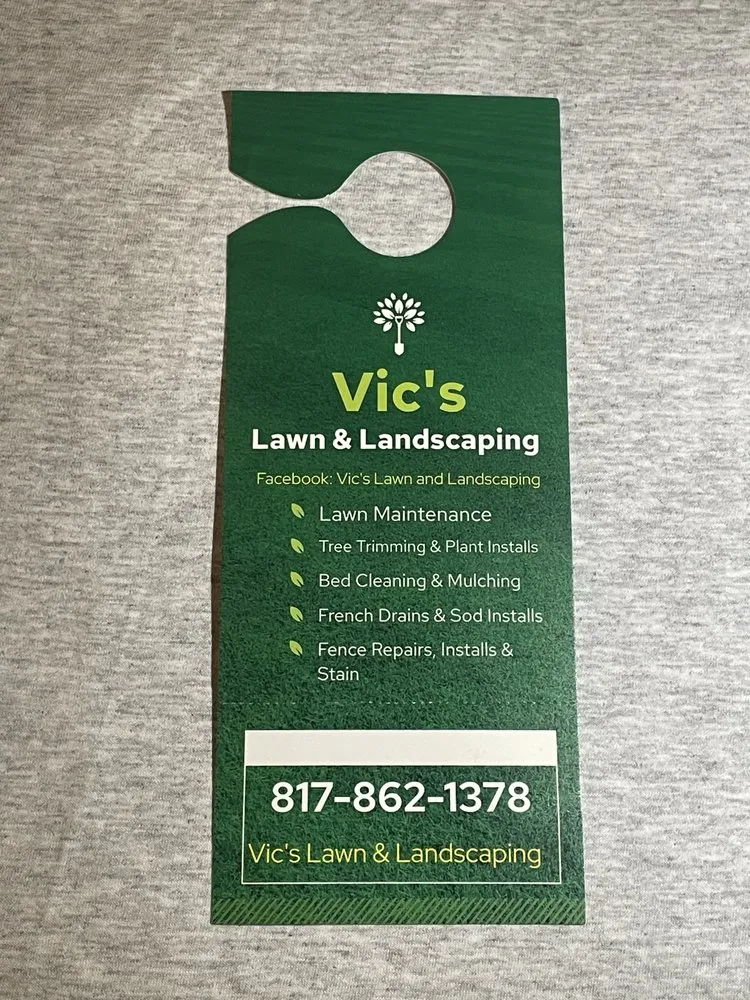 Vic's
Lawn & Landscaping
Facebook: Vic's Lawn and Landscaping
Lawn Maintenance
Tree Trimming & Plant Installs
Bed Cleaning & Mulching
French Drains & Sod Installs
Fence Repairs, Installs &
Stain
817-862-1378
Vic's Lawn & Landscaping